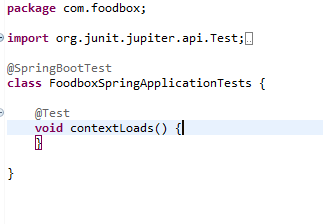 package com.foodbox;
import org.junit.jupiter.api.Test;
@SpringBootTest
class FoodboxSpringApplicationTests {
@Test
void contextLoads() {
}
}